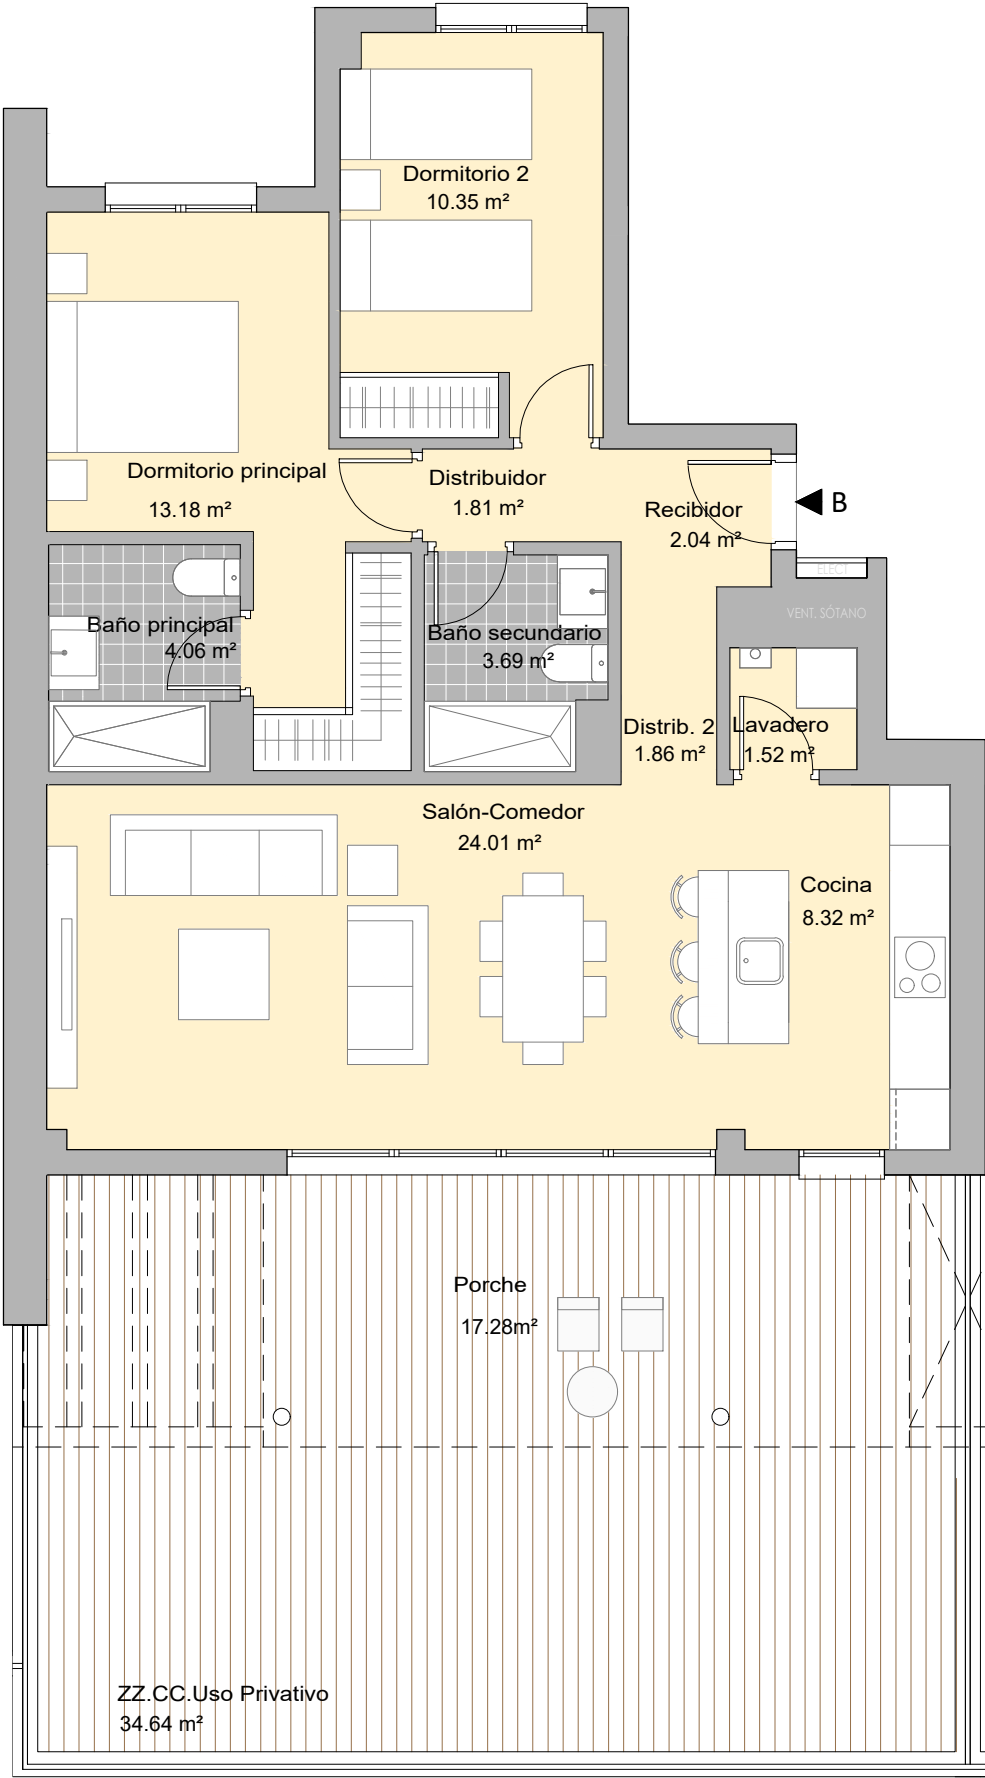 Dormitorio 2
10.35 m²
Dormitorio principal
13.18 m²
Distribuidor
1.81 m²
Recibidor
2.04 m²
B
ELECT
VENT. SÓTANO
Baño principal
4.06 m²
Baño secundario
3.69 m²
Distrib. 2
1.86 m²
Lavadero
1.52 m²
Salón-Comedor
24.01 m²
Cocina
8.32 m²
Porche
17.28m²
ZZ.CC.Uso Privativo
34.64 m²